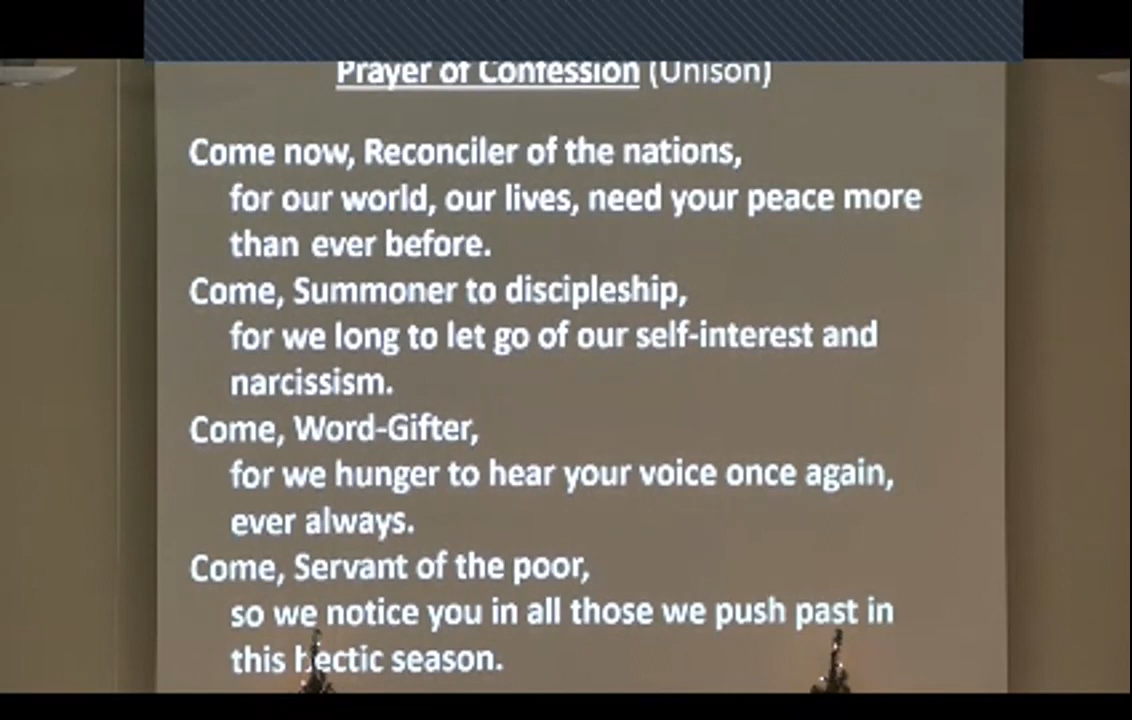 Prayer of Confession (Unison)
Come now, Reconciler of the nations,
for our world, our lives, need your peace more
than ever before.
Come, Summoner to discipleship,
for we long to let go of our self-interest and
narcissism.
Come, Word-Gifter,
for we hunger to hear your voice once again,
ever always.
Come, Servant of the poor,
so we notice you in all those we push past in
this hectic season.